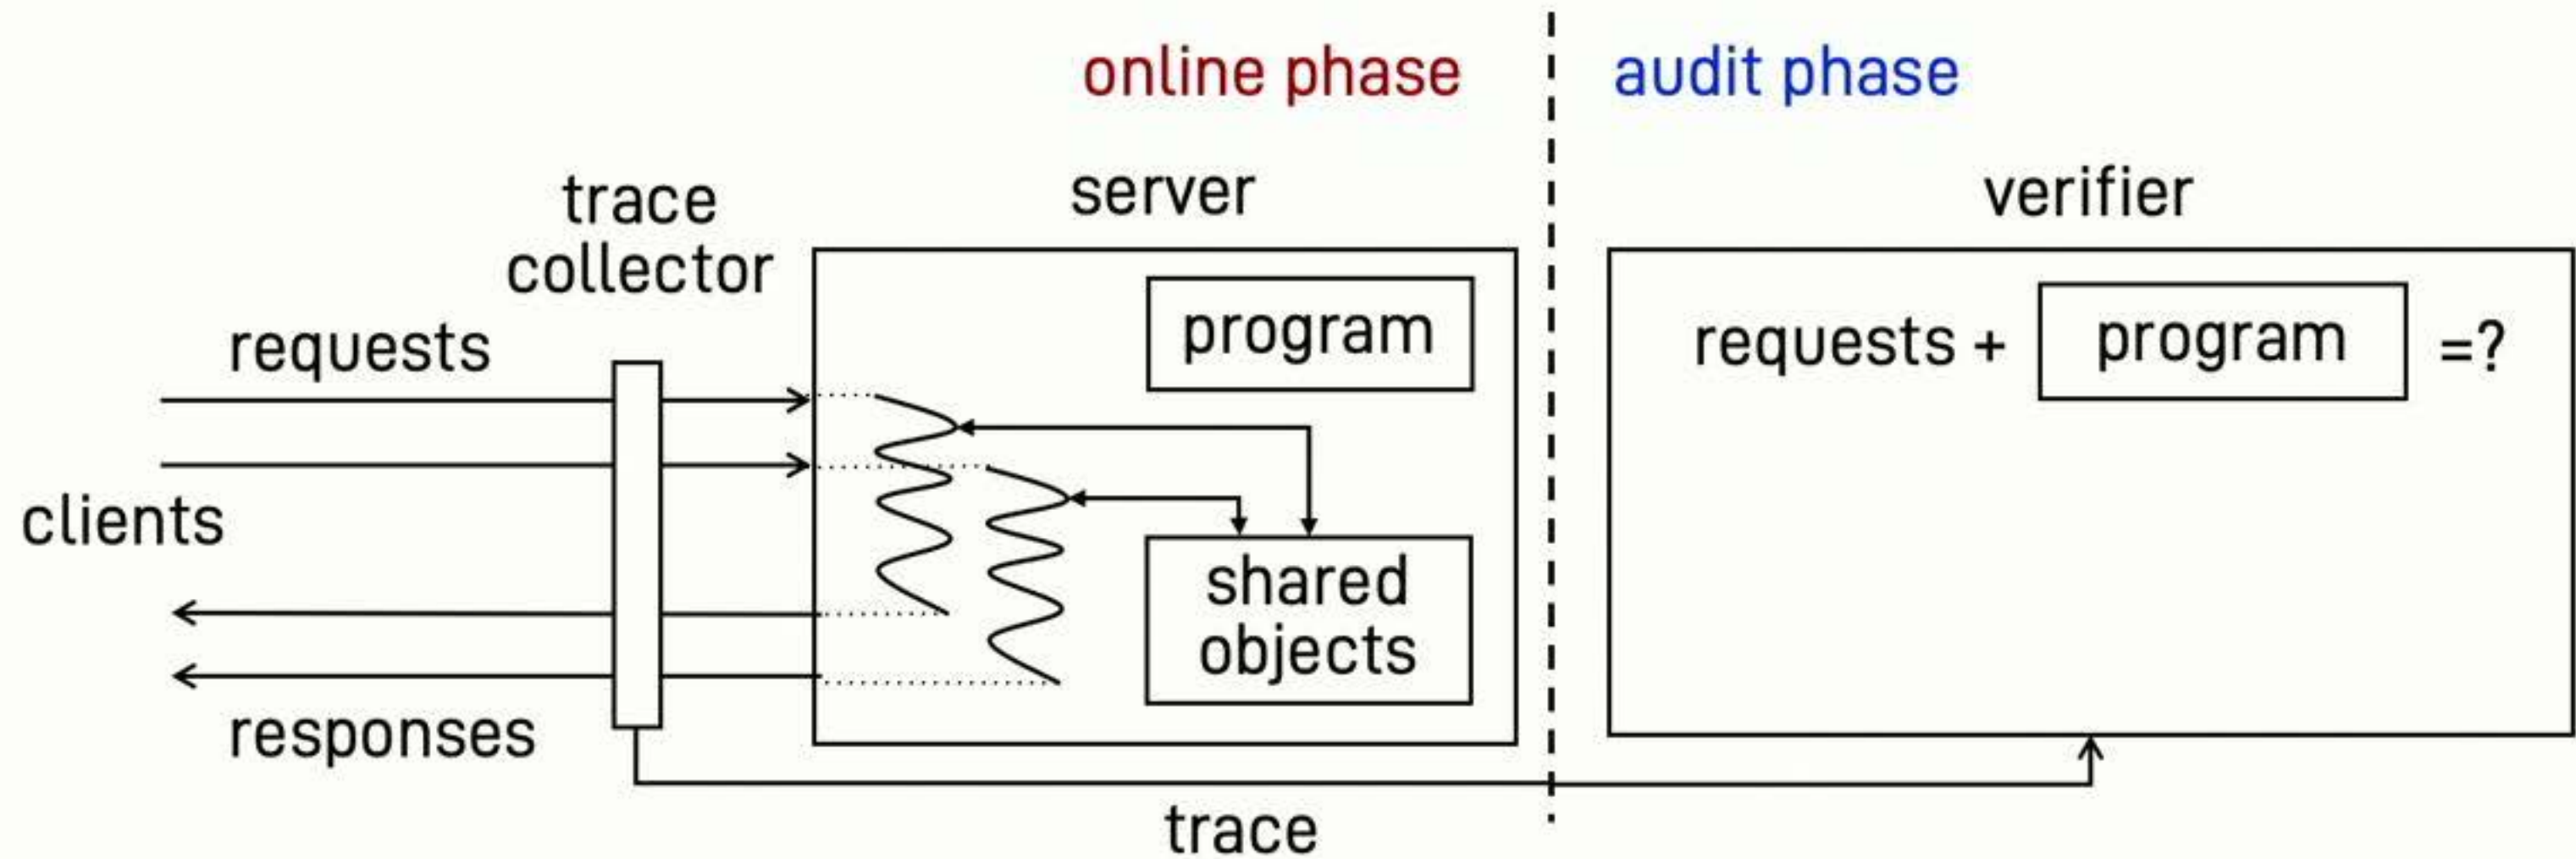 online phase
audit phase
trace
collector
server
verifier
requests
program
requests + program =?
clients
shared
objects
responses
trace